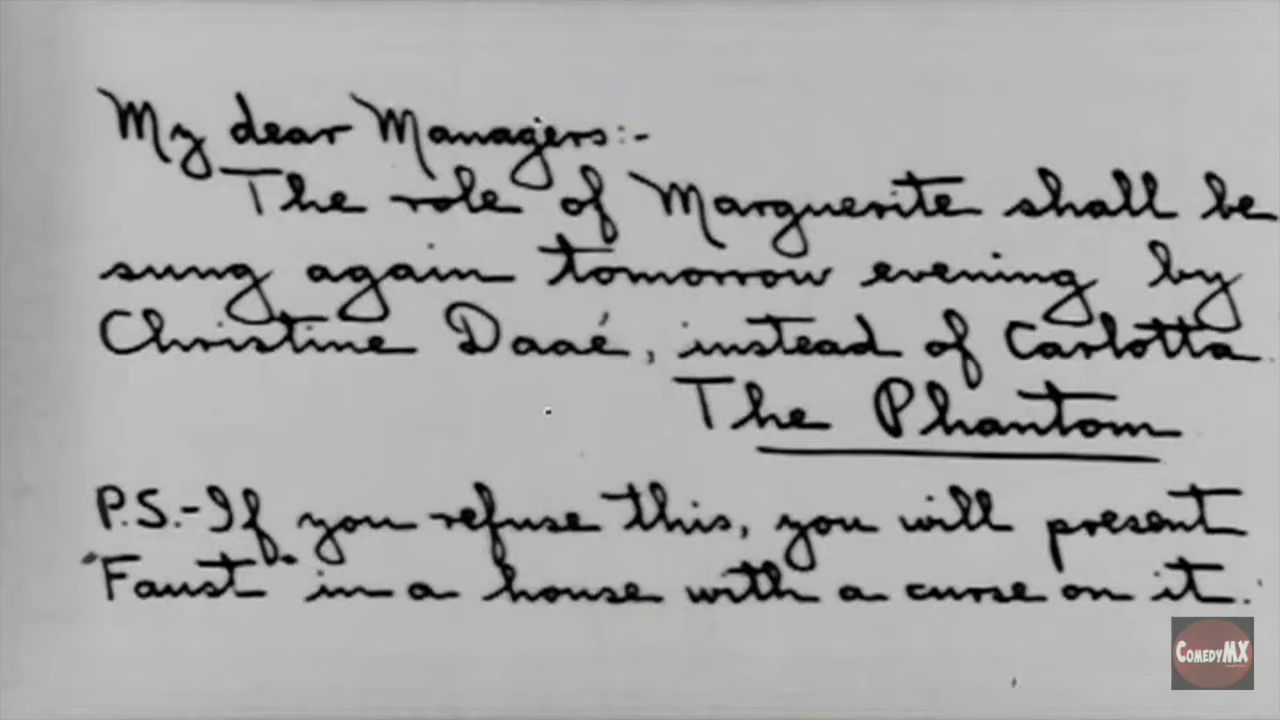 My dear Managers:-
The role of Marguerite shall be
sung again tomorrow evening by
Christine Daaé, instead of Carlotta.
The Phantom
P.S.-If you refuse this, you will present
"Faust" in a house with a curse on it.
COMEDYMX